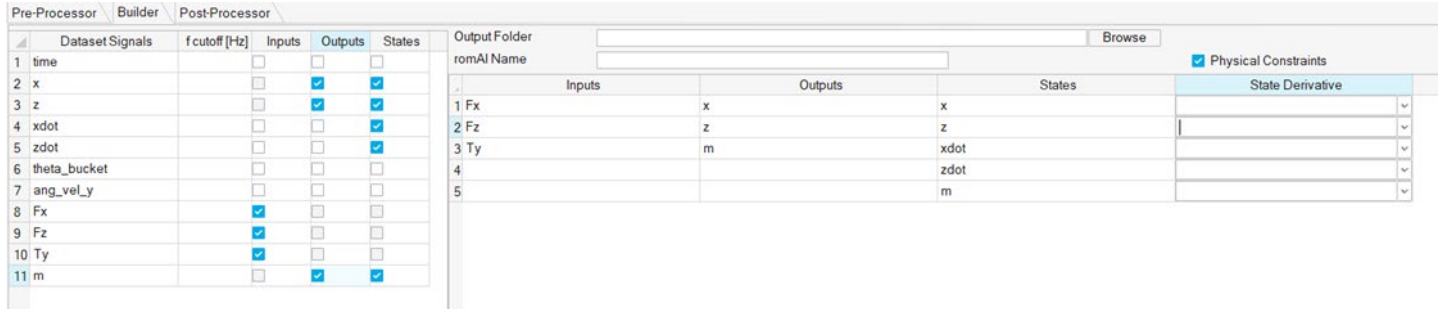 Pre-Processor Builder Post-Processor
Dataset Signals f cutoff [Hz] Inputs Outputs States
1 time
2 x
3 z
4 xdot
5 zdot
6 theta_bucket
7 ang_vel_y
8 Fx
9 Fz
10 Ty
11 m
Output Folder Browse
romAI Name Physical Constraints
Inputs Outputs States State Derivative
1 Fx x x
2 Fz z z
3 Ty m xdot
4 zdot
5 m